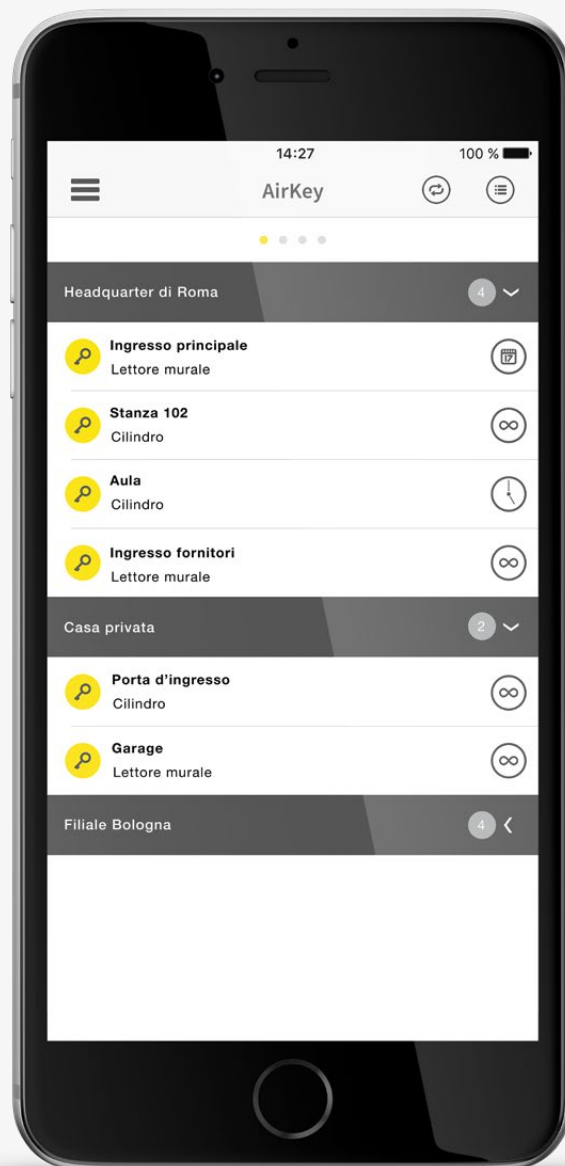 14:27
100 %
AirKey
Headquarter di Roma
4
Ingresso principale
Lettore murale
17
Stanza 102
Cilindro
Aula
Cilindro
Ingresso fornitori
Lettore murale
Casa privata
2
Porta d'ingresso
Cilindro
Garage
Lettore murale
Filiale Bologna
4